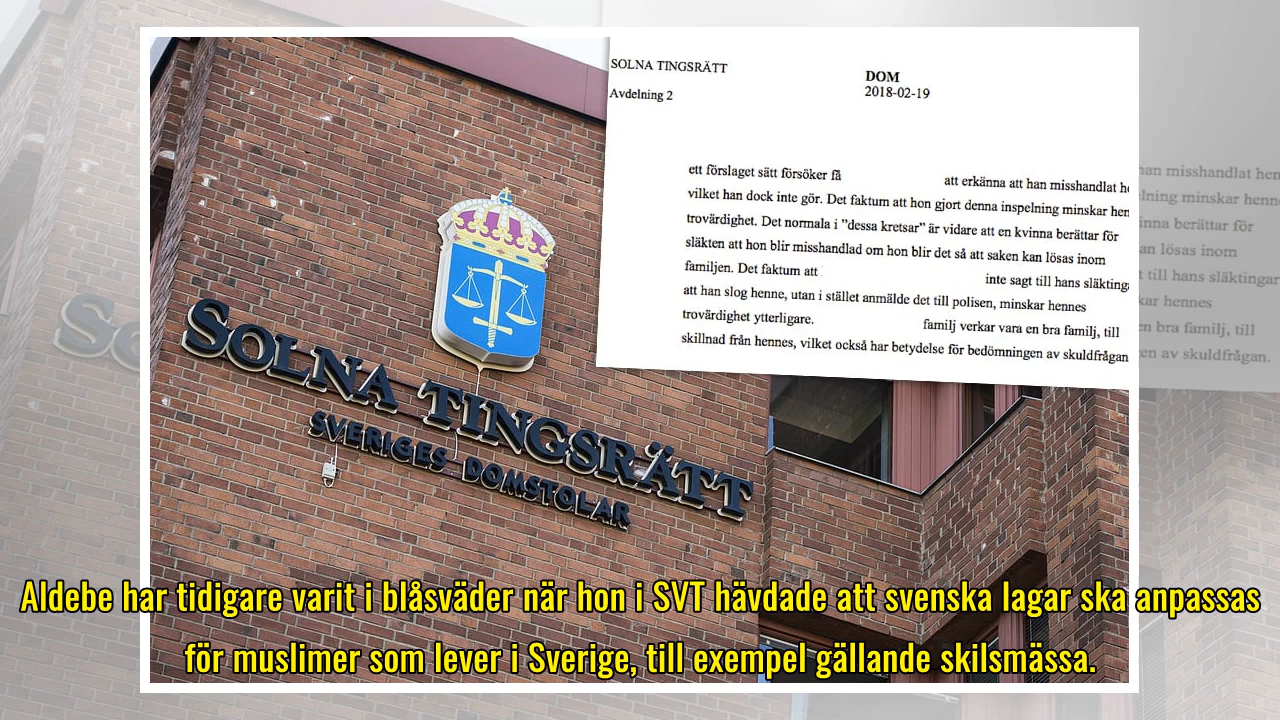 SOLNA TINGSRÄTT
DOM
Avdelning 2
2018-02-19
ett förslaget sätt försöker få att erkänna att han misshandlat he
vilket han dock inte gör. Det faktum att hon gjort denna inspelning minskar hen
trovärdighet. Det normala i ”dessa kretsar” är vidare att en kvinna berättar för
släkten att hon blir misshandlad om hon blir det så att saken kan lösas inom
familjen. Det faktum att inte sagt till hans släktinga
att han slog henne, utan i stället anmälde det till polisen, minskar hennes
trovärdighet ytterligare. familj verkar vara en bra familj, till
skillnad från hennes, vilket också har betydelse för bedömningen av skuldfrågan
SOLNA TINGSRÄTT
SVERIGES DOMSTOLAR
Aldebe har tidigare varit i blåsväder när hon i SVT hävdade att svenska lagar ska anpassas
för muslimer som lever i Sverige, till exempel gällande skilsmässa.